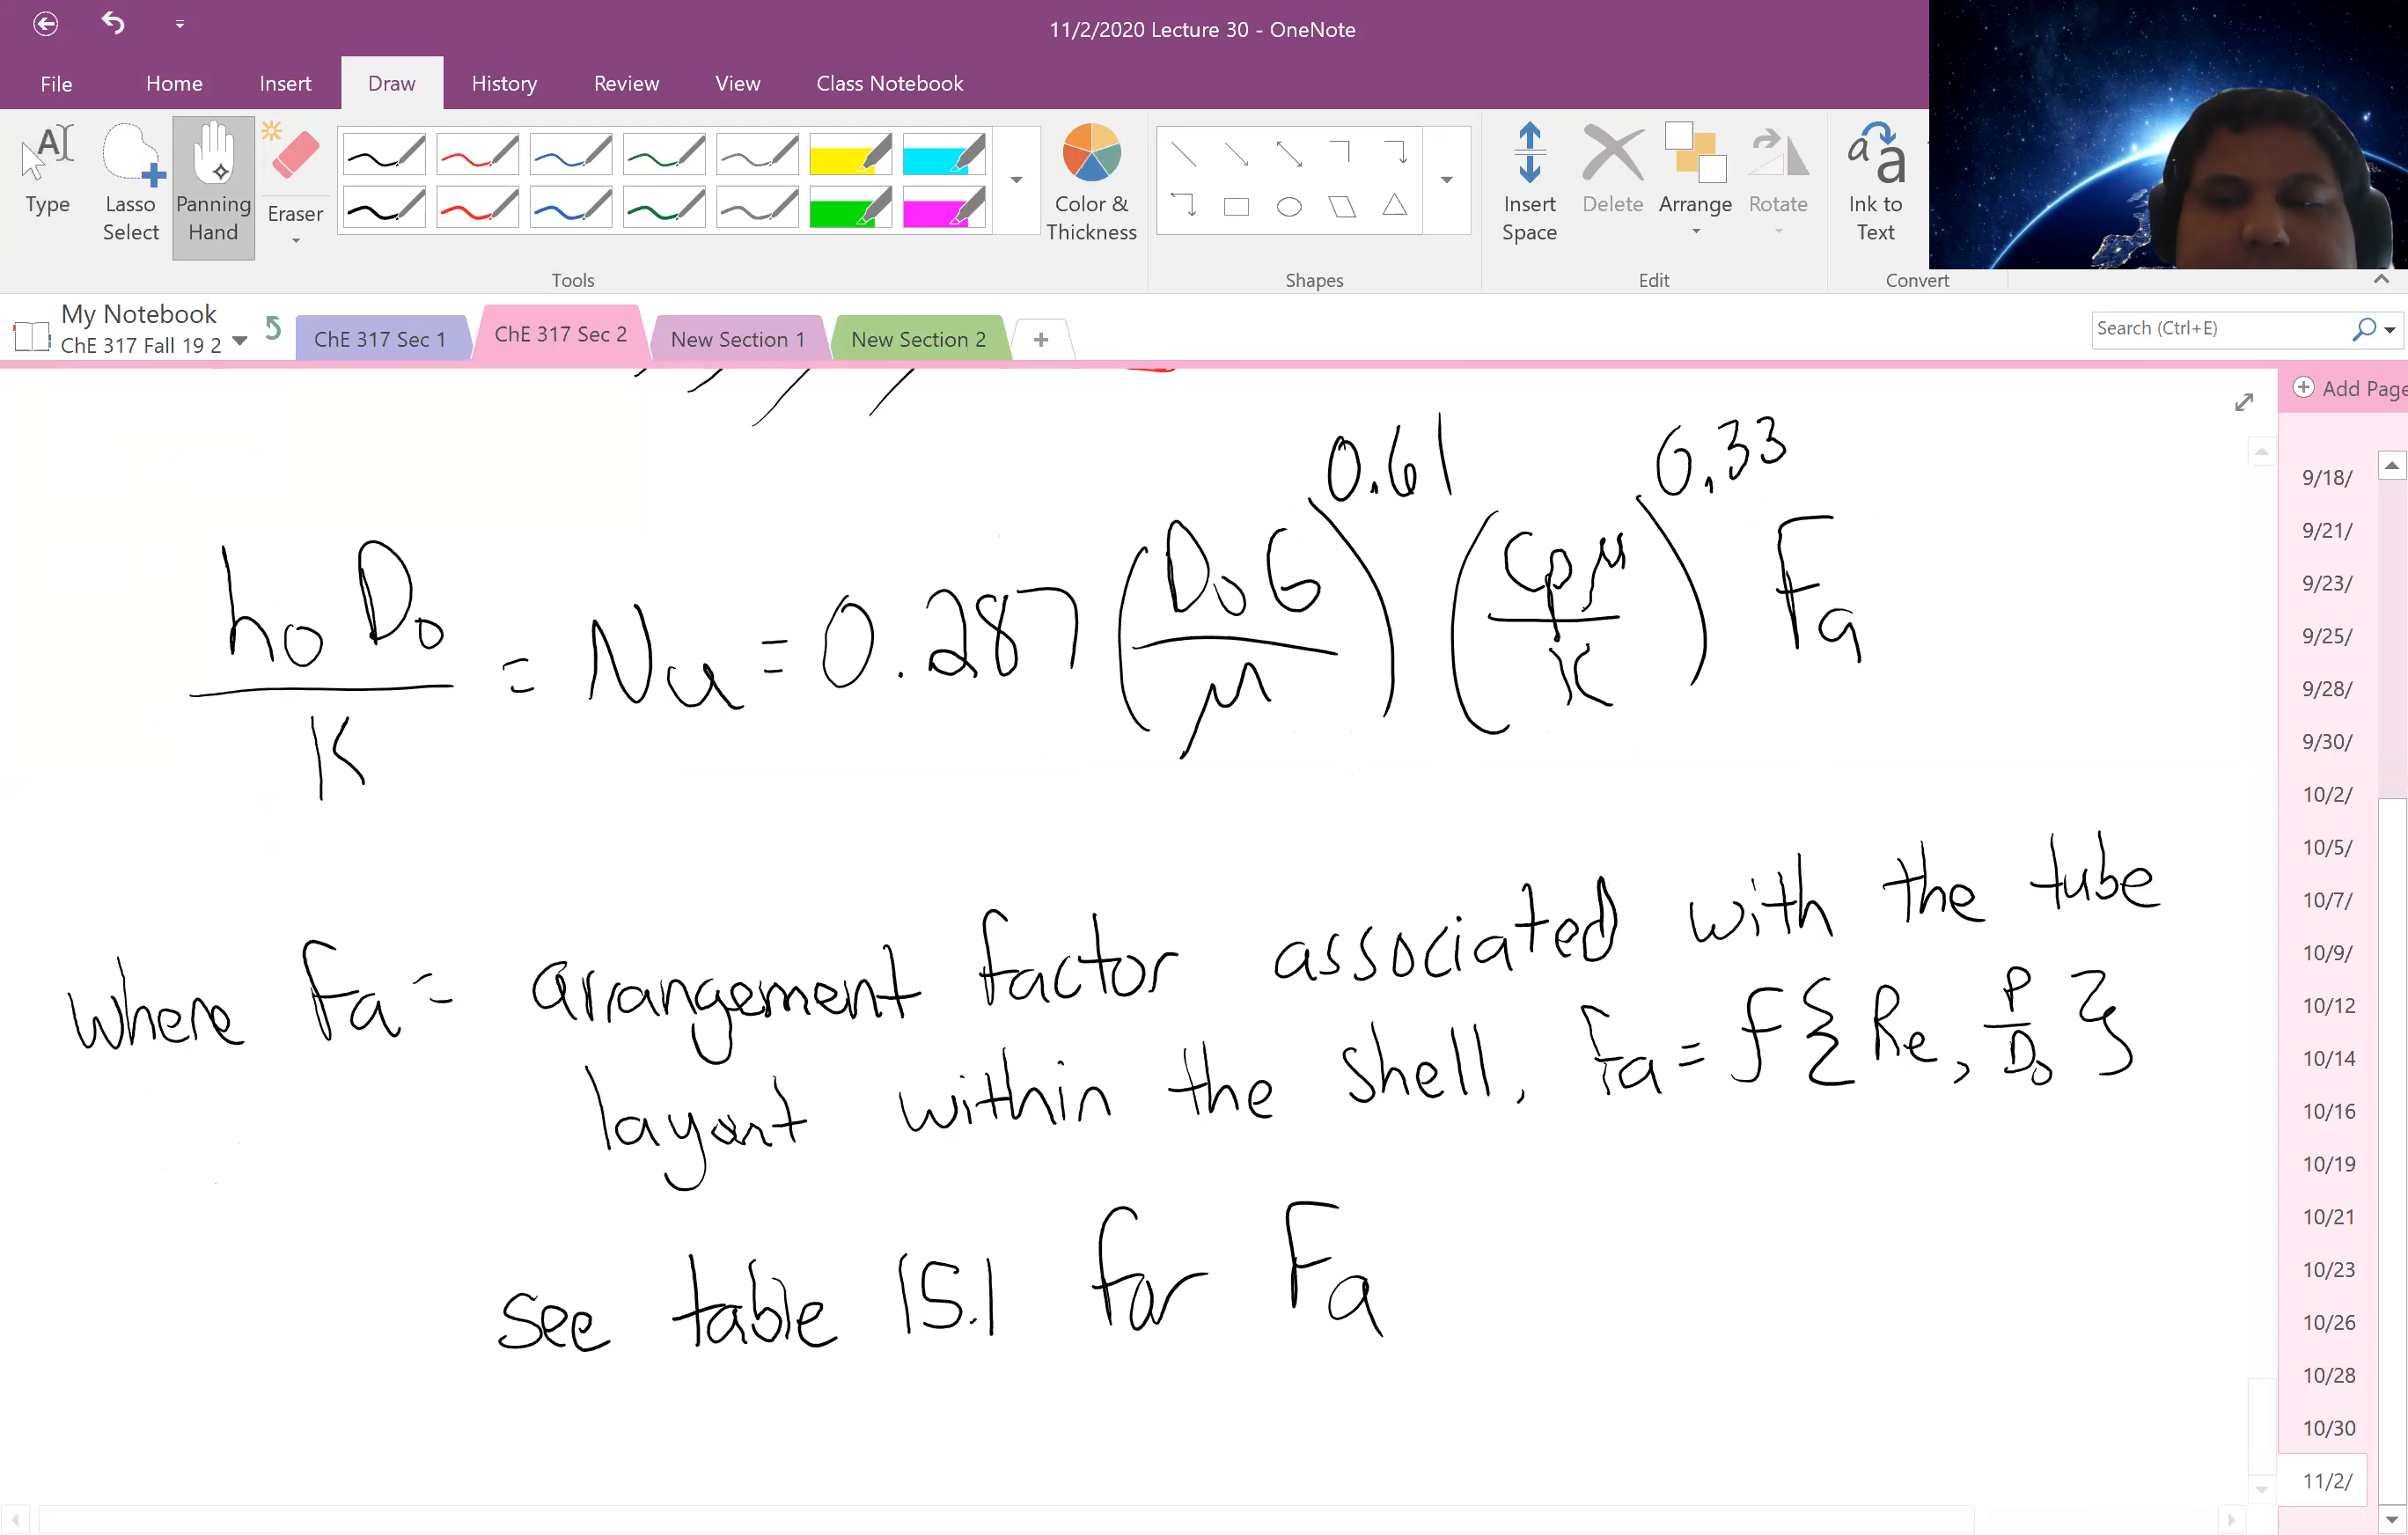 11/2/2020 Lecture 30 - OneNote
File Home Insert Draw History Review View Class Notebook
Type
Lasso Select
Panning Hand
Eraser
Color & Thickness
Insert Space
Delete
Arrange
Rotate
Ink to Text
Tools
Shapes
Edit
Convert
My Notebook
ChE 317 Fall 19 2
ChE 317 Sec 1
ChE 317 Sec 2
New Section 1
New Section 2
+
Search (Ctrl+E)
Add Page
h₀ D₀ / K = Nu = 0.287 (D₀ G / μ)^0.61 (Cp μ / K)^0.33 Fa
where Fa = arrangement factor associated with the tube
layout within the shell, Fa = f{Re, P/D₀}
see table 15.1 for Fa
9/18/
9/21/
9/23/
9/25/
9/28/
9/30/
10/2/
10/5/
10/7/
10/9/
10/12
10/14
10/16
10/19
10/21
10/23
10/26
10/28
10/30
11/2/